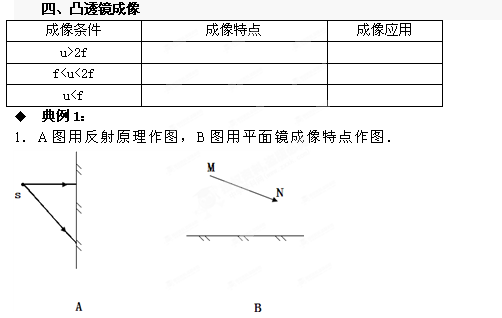 四、凸透镜成像
成像条件 成像特点 成像应用
u>2f
f<u<2f
u<f
◆ 典例1：
1. A图用反射原理作图，B图用平面镜成像特点作图．
M
N
S
A B